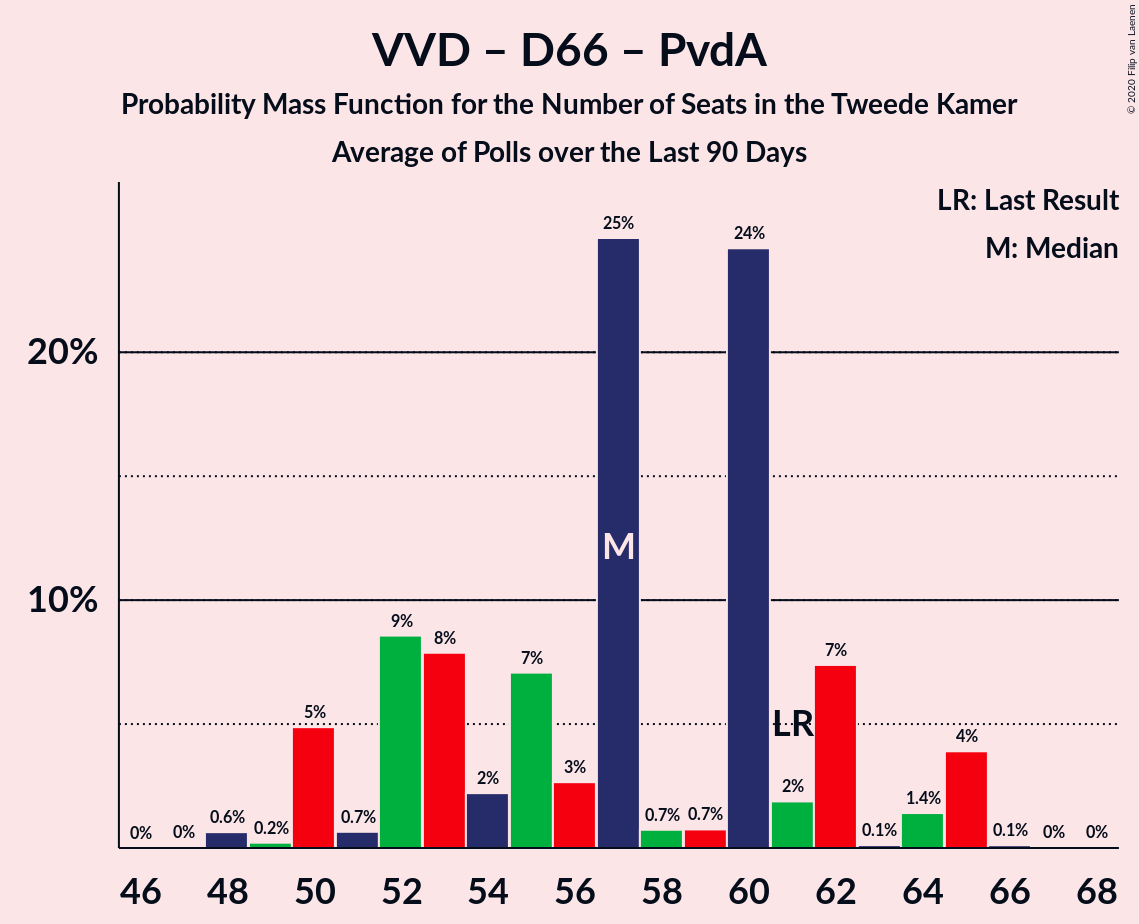 VVD – D66 – PvdA
Probability Mass Function for the Number of Seats in the Tweede Kamer
Average of Polls over the Last 90 Days
© 2020 Filip van Laenen
LR: Last Result
M: Median
20%
10%
0%
0%
0.6%
0.2%
5%
0.7%
9%
8%
2%
7%
3%
25%
0.7%
0.7%
24%
2%
7%
0.1%
1.4%
4%
0.1%
0%
0%
M
LR
46 48 50 52 54 56 58 60 62 64 66 68